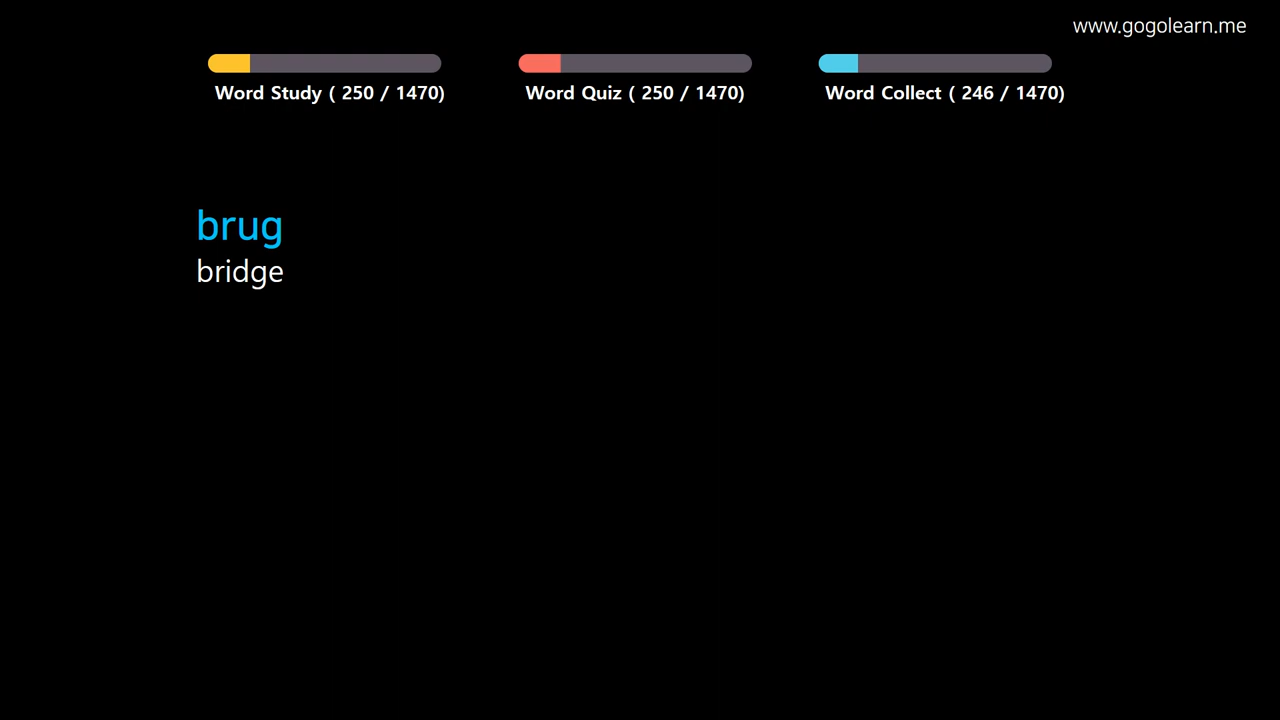 www.gogolearn.me
Word Study ( 250 / 1470)
Word Quiz ( 250 / 1470)
Word Collect ( 246 / 1470)
brug
bridge